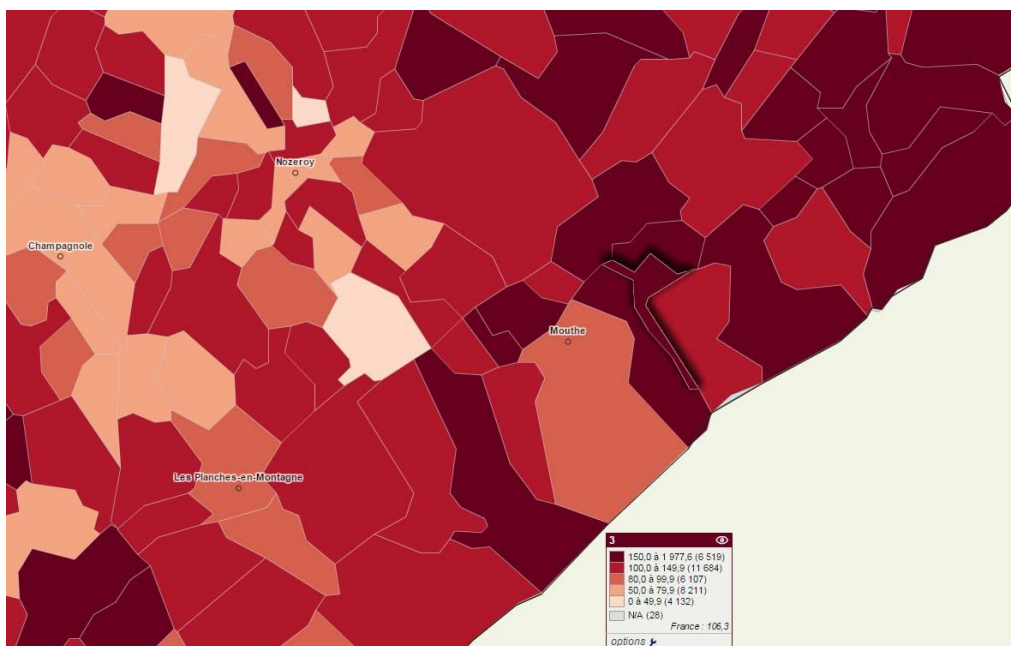 Nozeroy
Champagnole
Mouthe
Les Planches-en-Montagne
3
150,0 à 1 977,6 (6 519)
100,0 à 149,9 (11 684)
80,0 à 99,9 (6 107)
50,0 à 79,9 (8 211)
0 à 49,9 (4 132)
N/A (28)
France : 106,3
options